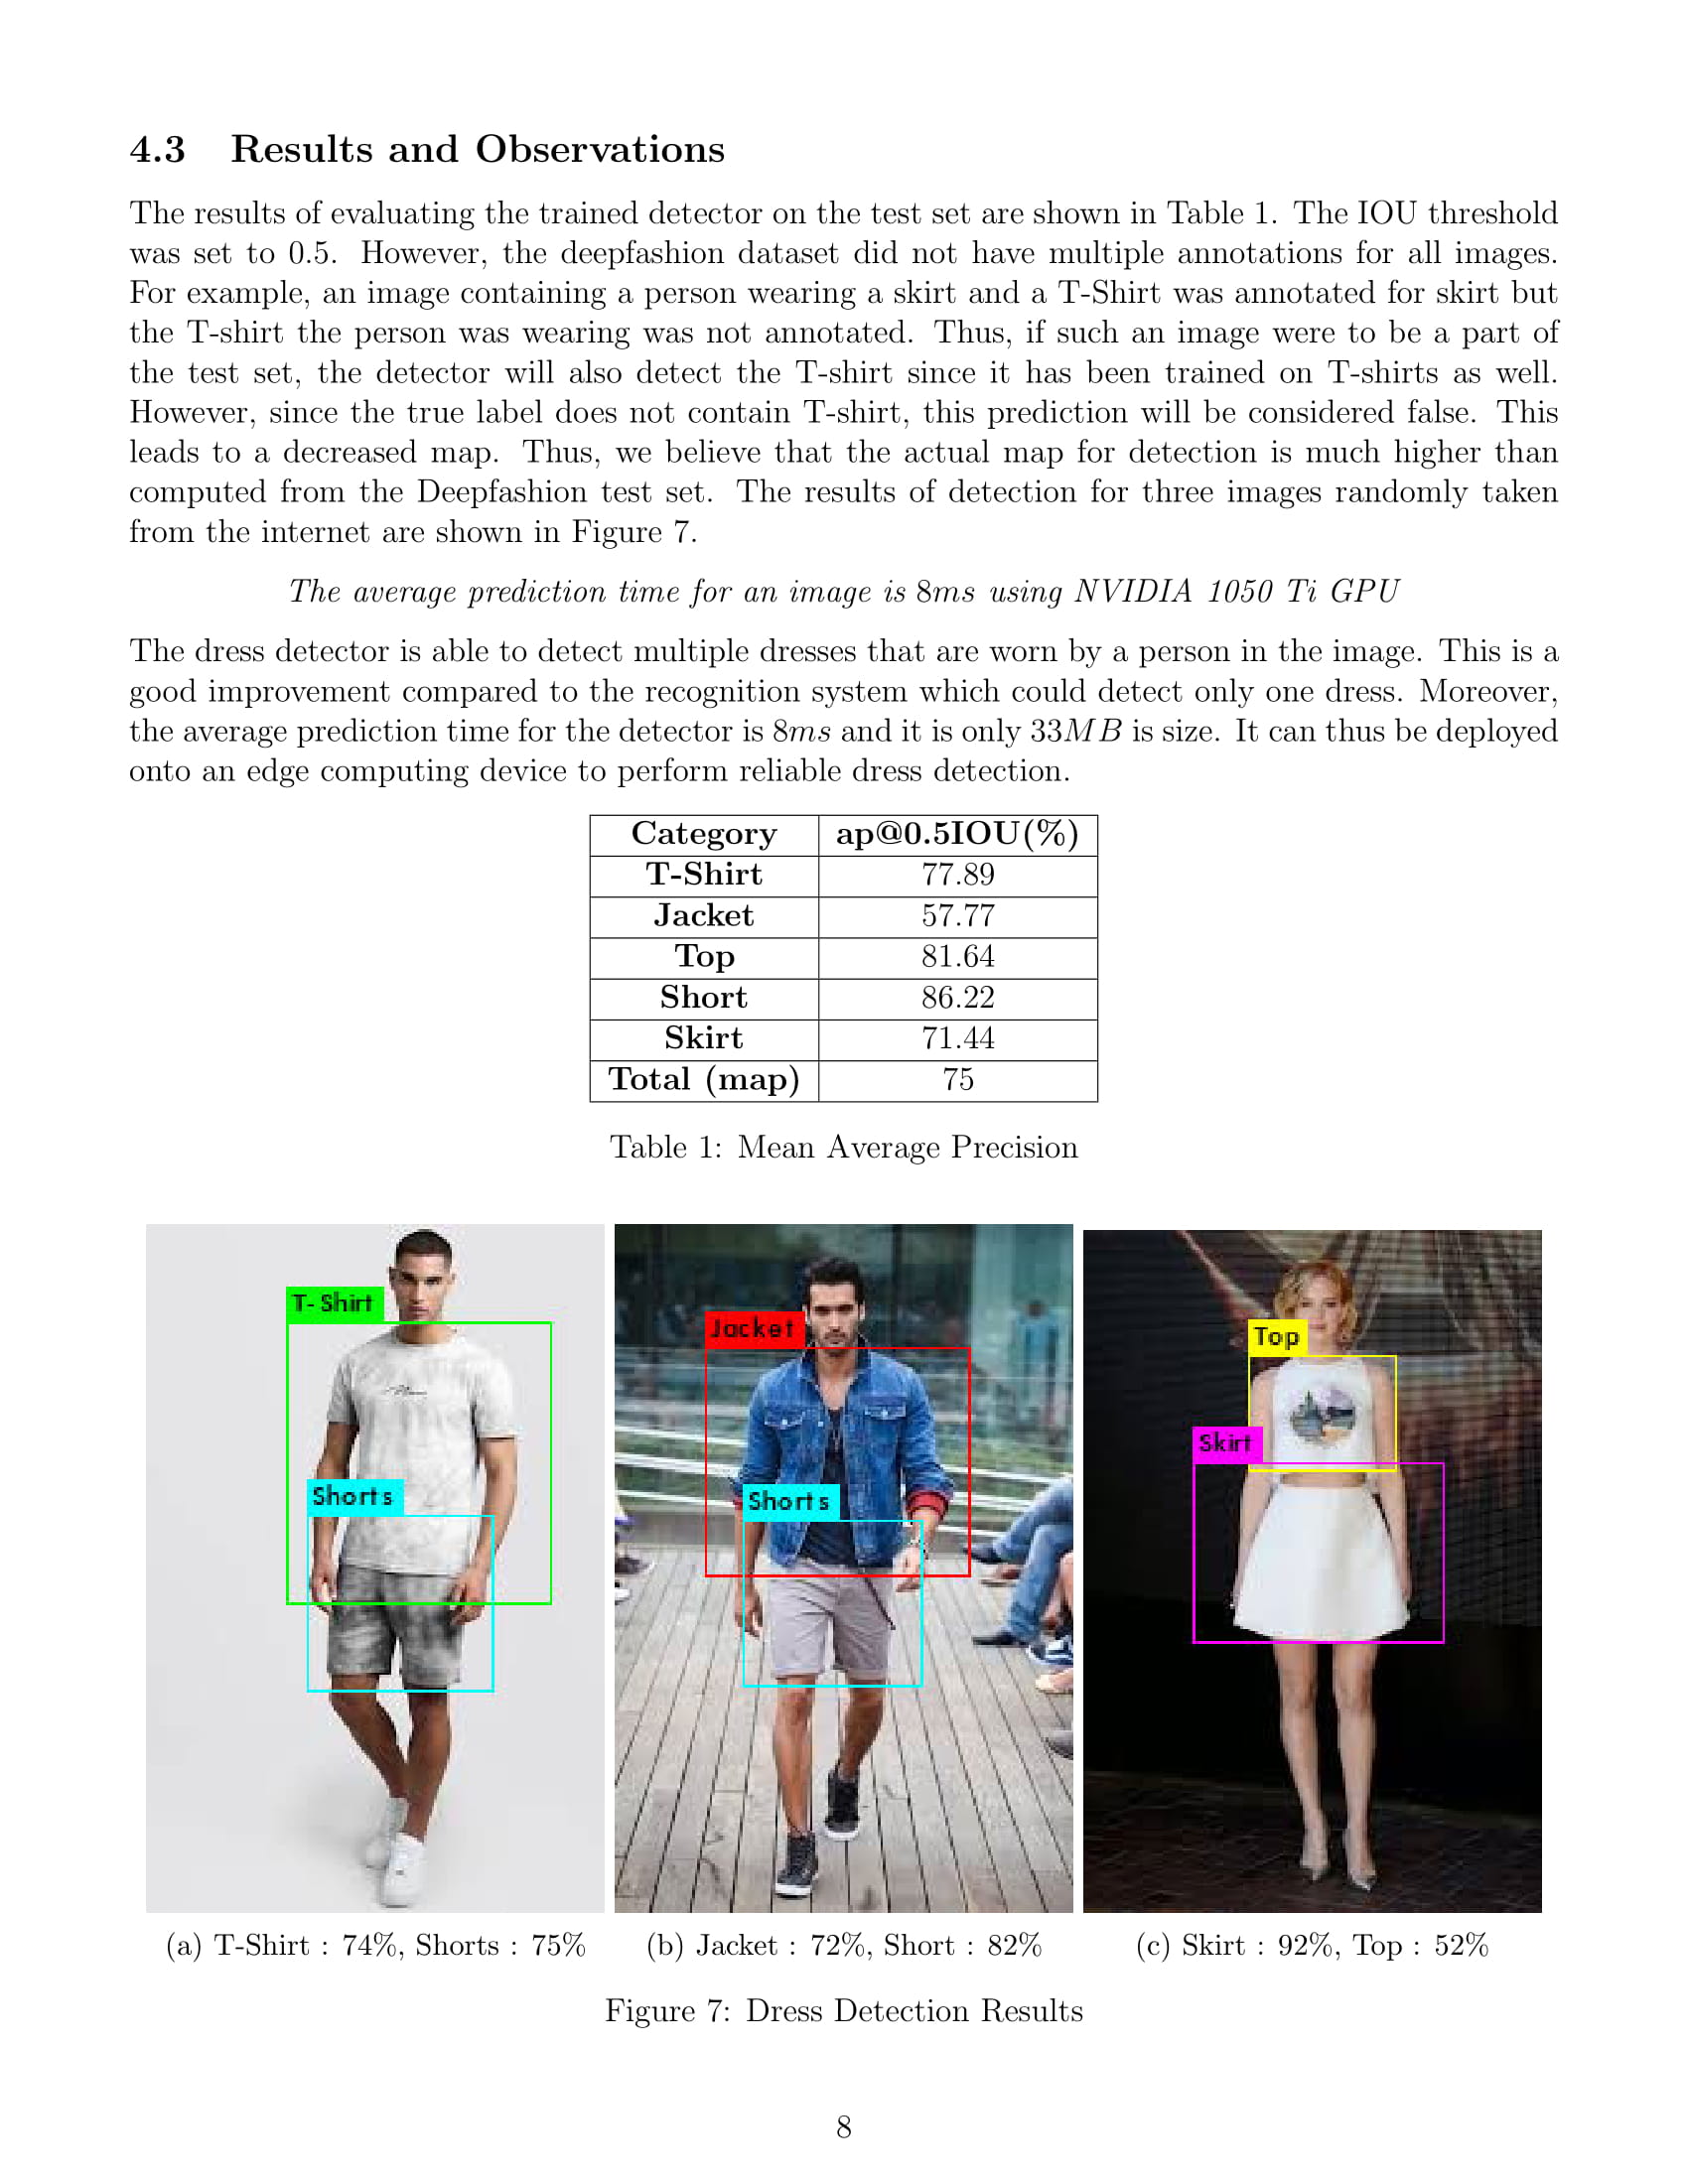 4.3 Results and Observations
The results of evaluating the trained detector on the test set are shown in Table 1. The IOU threshold
was set to 0.5. However, the deepfashion dataset did not have multiple annotations for all images.
For example, an image containing a person wearing a skirt and a T-Shirt was annotated for skirt but
the T-shirt the person was wearing was not annotated. Thus, if such an image were to be a part of
the test set, the detector will also detect the T-shirt since it has been trained on T-shirts as well.
However, since the true label does not contain T-shirt, this prediction will be considered false. This
leads to a decreased map. Thus, we believe that the actual map for detection is much higher than
computed from the Deepfashion test set. The results of detection for three images randomly taken
from the internet are shown in Figure 7.
The average prediction time for an image is 8ms using NVIDIA 1050 Ti GPU
The dress detector is able to detect multiple dresses that are worn by a person in the image. This is a
good improvement compared to the recognition system which could detect only one dress. Moreover,
the average prediction time for the detector is 8ms and it is only 33MB is size. It can thus be deployed
onto an edge computing device to perform reliable dress detection.
Category ap@0.5IOU(%)
T-Shirt 77.89
Jacket 57.77
Top 81.64
Short 86.22
Skirt 71.44
Total (map) 75
Table 1: Mean Average Precision
T-Shirt
Shorts
Jacket
Shorts
Top
Skirt
(a) T-Shirt : 74%, Shorts : 75%
(b) Jacket : 72%, Short : 82%
(c) Skirt : 92%, Top : 52%
Figure 7: Dress Detection Results
8